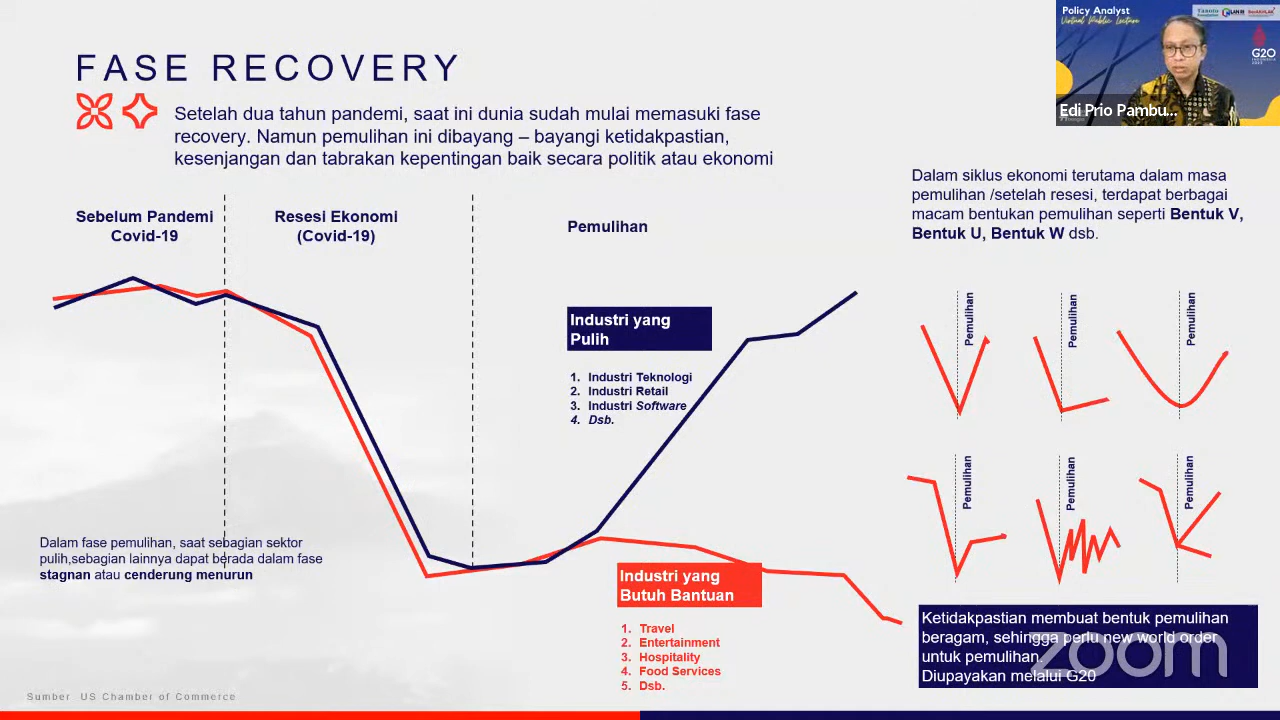 Policy Analyst
Virtual Public Lecture
Tanoto
Foundation
LAN RI
BerAKHLAK
G20
INDONESIA
2022
Edi Prio Pambu...
FASE RECOVERY
Setelah dua tahun pandemi, saat ini dunia sudah mulai memasuki fase
recovery. Namun pemulihan ini dibayang – bayangi ketidakpastian,
kesenjangan dan tabrakan kepentingan baik secara politik atau ekonomi
Dalam siklus ekonomi terutama dalam masa
pemulihan /setelah resesi, terdapat berbagai
macam bentukan pemulihan seperti Bentuk V,
Bentuk U, Bentuk W dsb.
Sebelum Pandemi
Covid-19
Resesi Ekonomi
(Covid-19)
Pemulihan
Industri yang
Pulih
1. Industri Teknologi
2. Industri Retail
3. Industri Software
4. Dsb.
Pemulihan
Pemulihan
Pemulihan
Pemulihan
Pemulihan
Pemulihan
Dalam fase pemulihan, saat sebagian sektor
pulih,sebagian lainnya dapat berada dalam fase
stagnan atau cenderung menurun
Industri yang
Butuh Bantuan
1. Travel
2. Entertainment
3. Hospitality
4. Food Services
5. Dsb.
Ketidakpastian membuat bentuk pemulihan
beragam, sehingga perlu new world order
untuk pemulihan.
Diupayakan melalui G20
zoom
Sumber US Chamber of Commerce